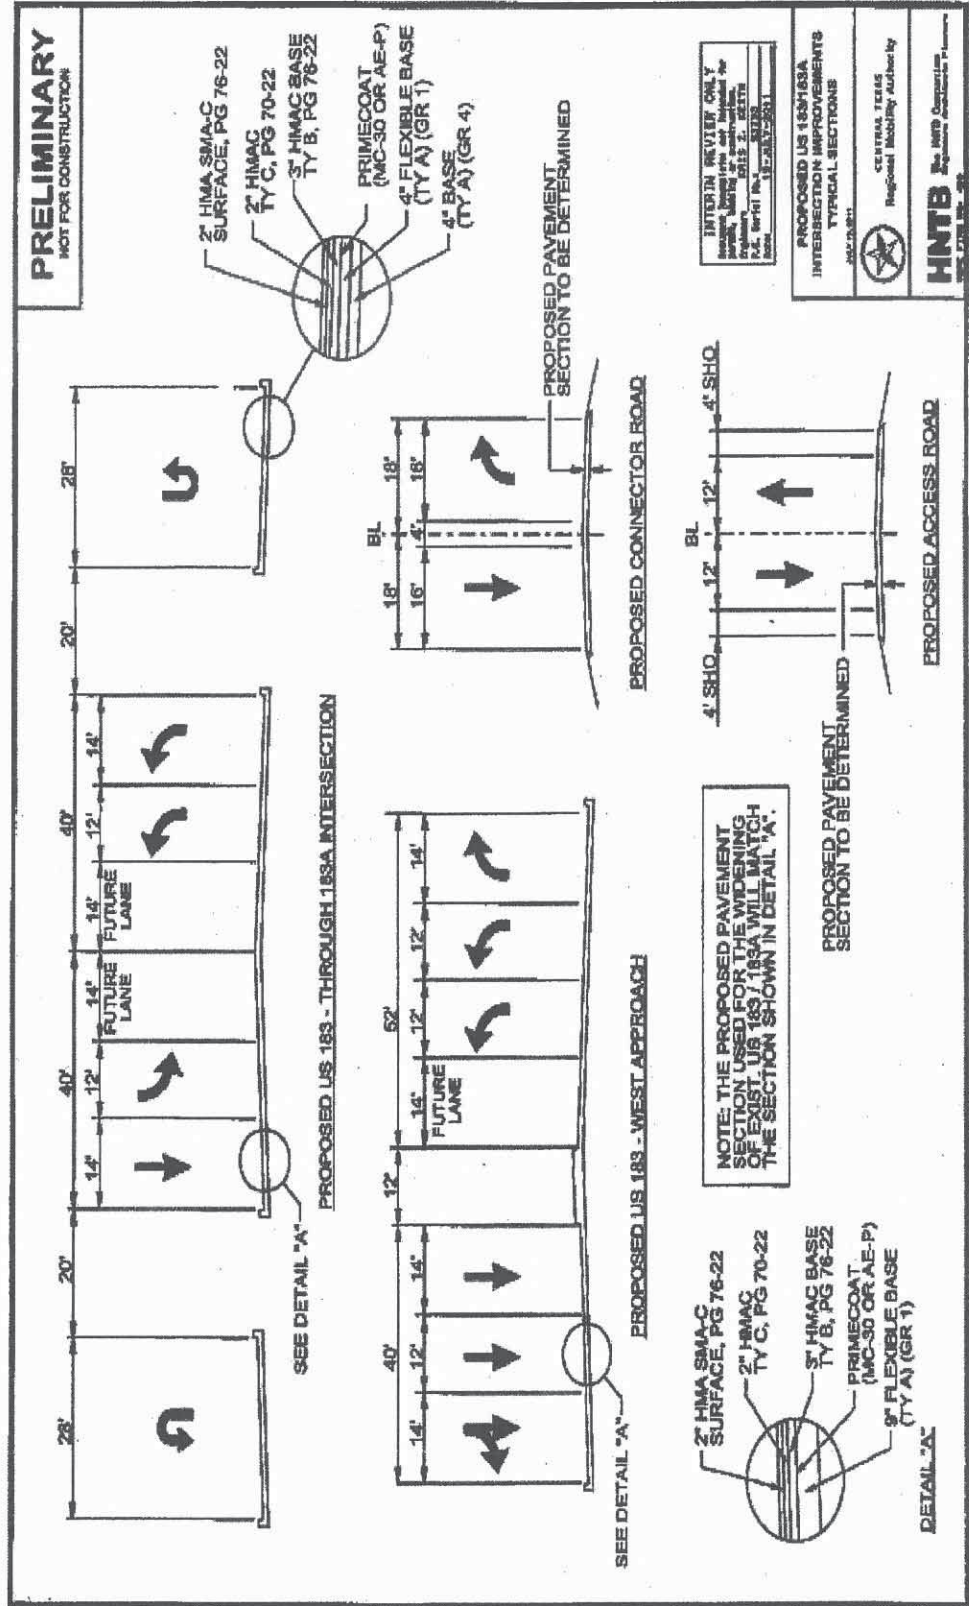 PRELIMINARY
NOT FOR CONSTRUCTION
28'
20'
40'
40'
20'
28'
14'
12'
14'
14'
12'
14'
FUTURE
LANE
FUTURE
LANE
2" HMA SMA-C
SURFACE, PG 76-22
2" HMAC
TY C, PG 70-22
3" HMAC BASE
TY B, PG 76-22
PRIMECOAT
(MC-30 OR AE-P)
4" FLEXIBLE BASE
(TY A) (GR 1)
4" BASE
(TY A) (GR 4)
SEE DETAIL "A"
PROPOSED US 183 - THROUGH 183A INTERSECTION
40'
12'
52'
14'
12'
14'
14'
12'
12'
14'
FUTURE
LANE
SEE DETAIL "A"
PROPOSED US 183 - WEST APPROACH
BL
18'
18'
16'
4'
16'
PROPOSED PAVEMENT
SECTION TO BE DETERMINED
PROPOSED CONNECTOR ROAD
2" HMA SMA-C
SURFACE, PG 76-22
2" HMAC
TY C, PG 70-22
3" HMAC BASE
TY B, PG 76-22
PRIMECOAT
(MC-30 OR AE-P)
9" FLEXIBLE BASE
(TY A) (GR 1)
DETAIL "A"
NOTE: THE PROPOSED PAVEMENT
SECTION USED FOR THE WIDENING
OF EXIST. US 183 / 183A WILL MATCH
THE SECTION SHOWN IN DETAIL "A".
4' SHO
12'
BL
12'
4' SHO
PROPOSED PAVEMENT
SECTION TO BE DETERMINED
PROPOSED ACCESS ROAD
INTERIM REVIEW ONLY
PROPOSED US 183/183A
INTERSECTION IMPROVEMENTS
TYPICAL SECTIONS
CENTRAL TEXAS
Regional Mobility Authority
HNTB The HNTB Corporation